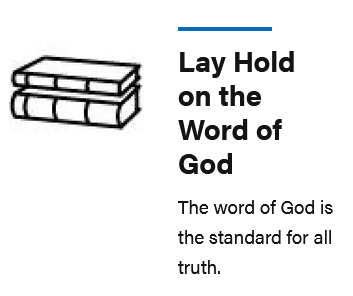 Lay Hold
on the
Word of
God
The word of God is
the standard for all
truth.